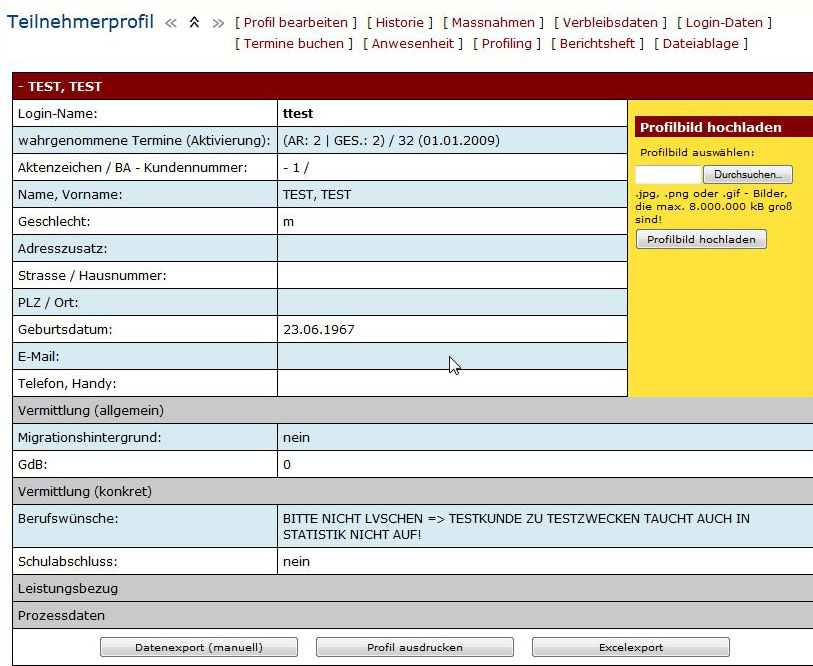 Teilnehmerprofil « » [ Profil bearbeiten ] [ Historie ] [ Massnahmen ] [ Verbleibsdaten ] [ Login-Daten ]
[ Termine buchen ] [ Anwesenheit ] [ Profiling ] [ Berichtsheft ] [ Dateiablage ]
- TEST, TEST
Login-Name: ttest
wahrgenommene Termine (Aktivierung): (AR: 2 | GES.: 2) / 32 (01.01.2009)
Aktenzeichen / BA - Kundennummer: - 1 /
Name, Vorname: TEST, TEST
Geschlecht: m
Adresszusatz:
Strasse / Hausnummer:
PLZ / Ort:
Geburtsdatum: 23.06.1967
E-Mail:
Telefon, Handy:
Profilbild hochladen
Profilbild auswählen:
Durchsuchen...
.jpg, .png oder .gif - Bilder,
die max. 8.000.000 kB groß
sind!
Profilbild hochladen
Vermittlung (allgemein)
Migrationshintergrund: nein
GdB: 0
Vermittlung (konkret)
Berufswünsche: BITTE NICHT LVSCHEN => TESTKUNDE ZU TESTZWECKEN TAUCHT AUCH IN
STATISTIK NICHT AUF!
Schulabschluss: nein
Leistungsbezug
Prozessdaten
Datenexport (manuell) Profil ausdrucken Excelexport